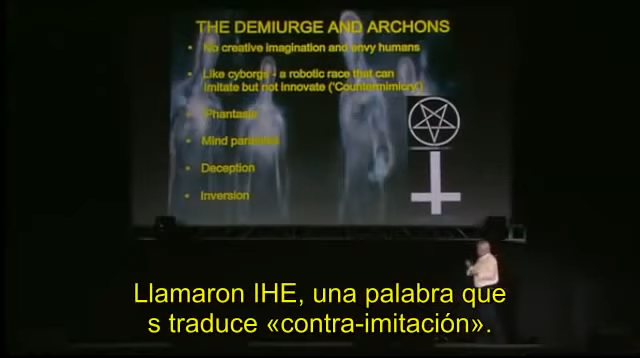 THE DEMIURGE AND ARCHONS
• No creative imagination and envy humans
• Like cyborgs - a robotic race that can
imitate but not innovate ('Countermimicry')
• 'Phantasia'
• Mind parasites
• Deception
• Inversion
Llamaron IHE, una palabra que
s traduce «contra-imitación».